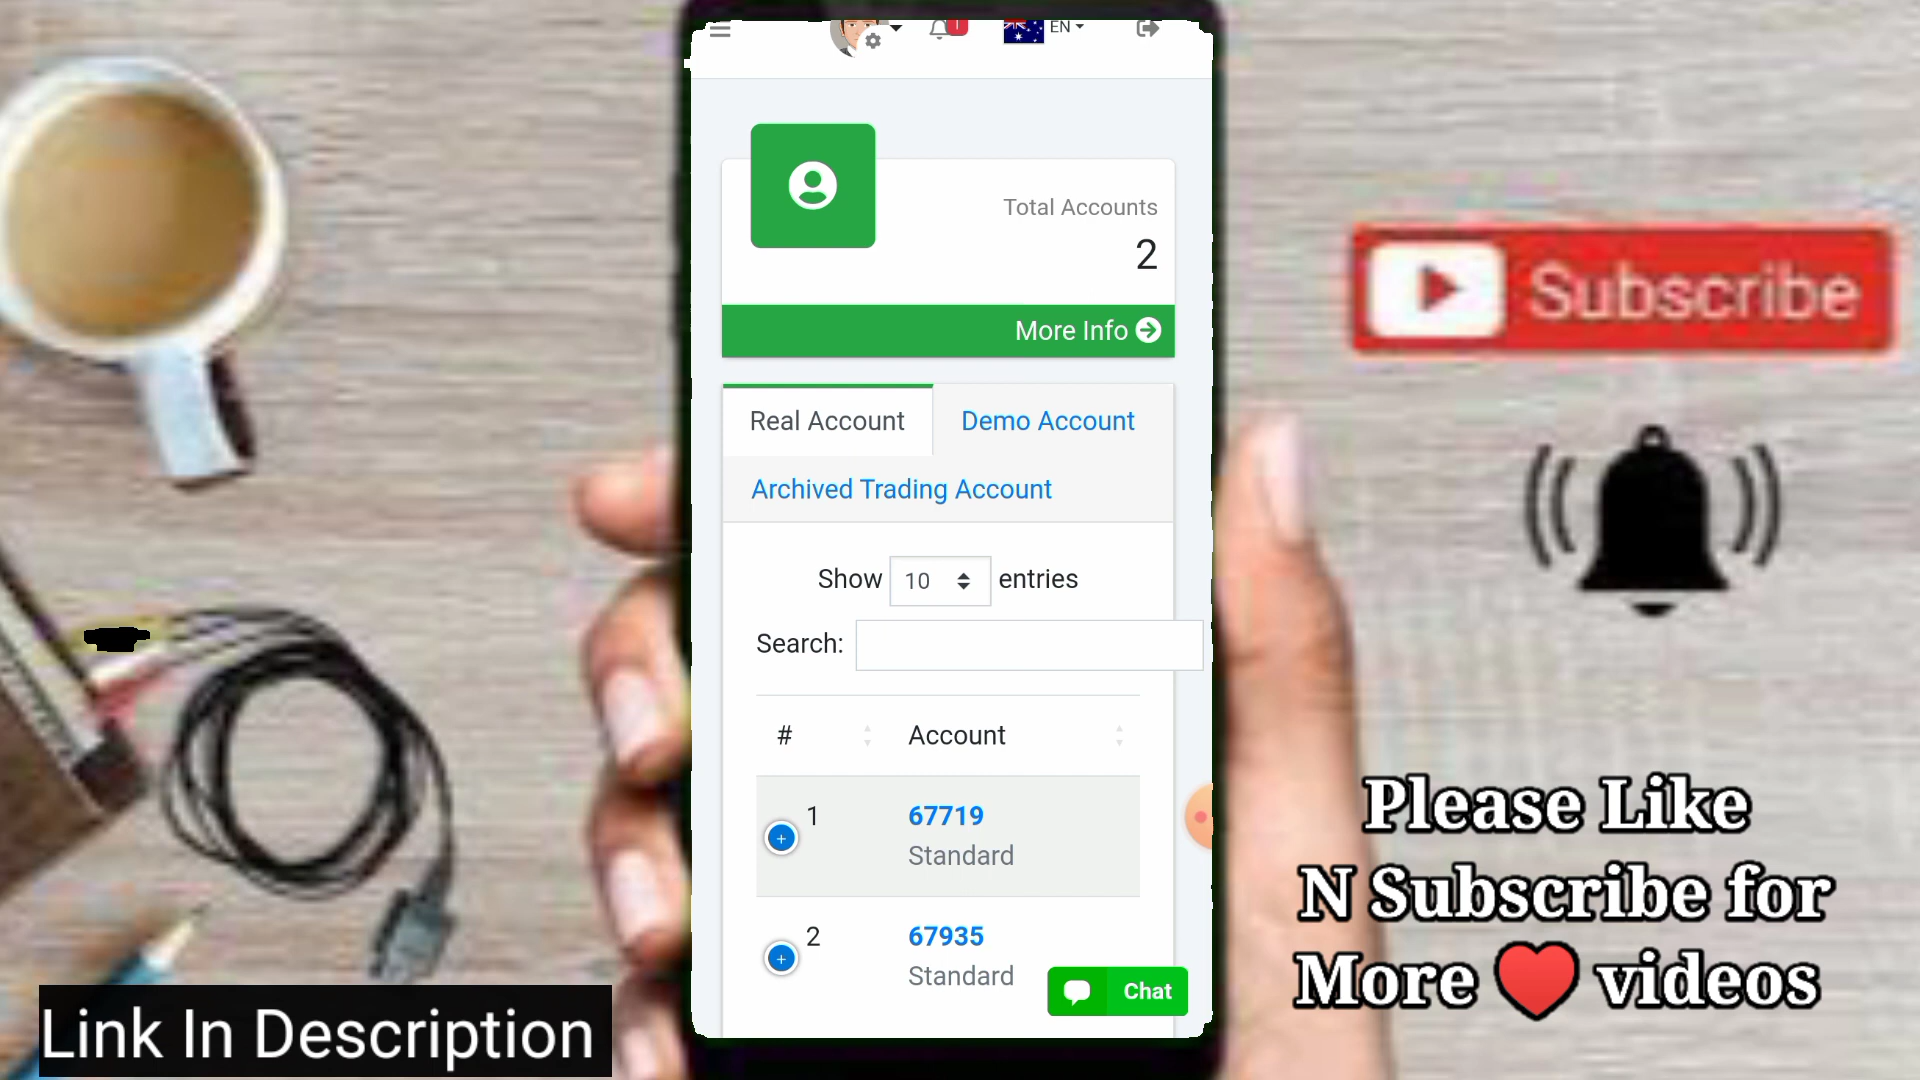 1
EN
Total Accounts
2
More Info
Real Account
Demo Account
Archived Trading Account
Show 10 entries
Search:
# Account
1 67719
Standard
2 67935
Standard
Chat
Subscribe
Please Like
N Subscribe for
More ❤ videos
Link In Description